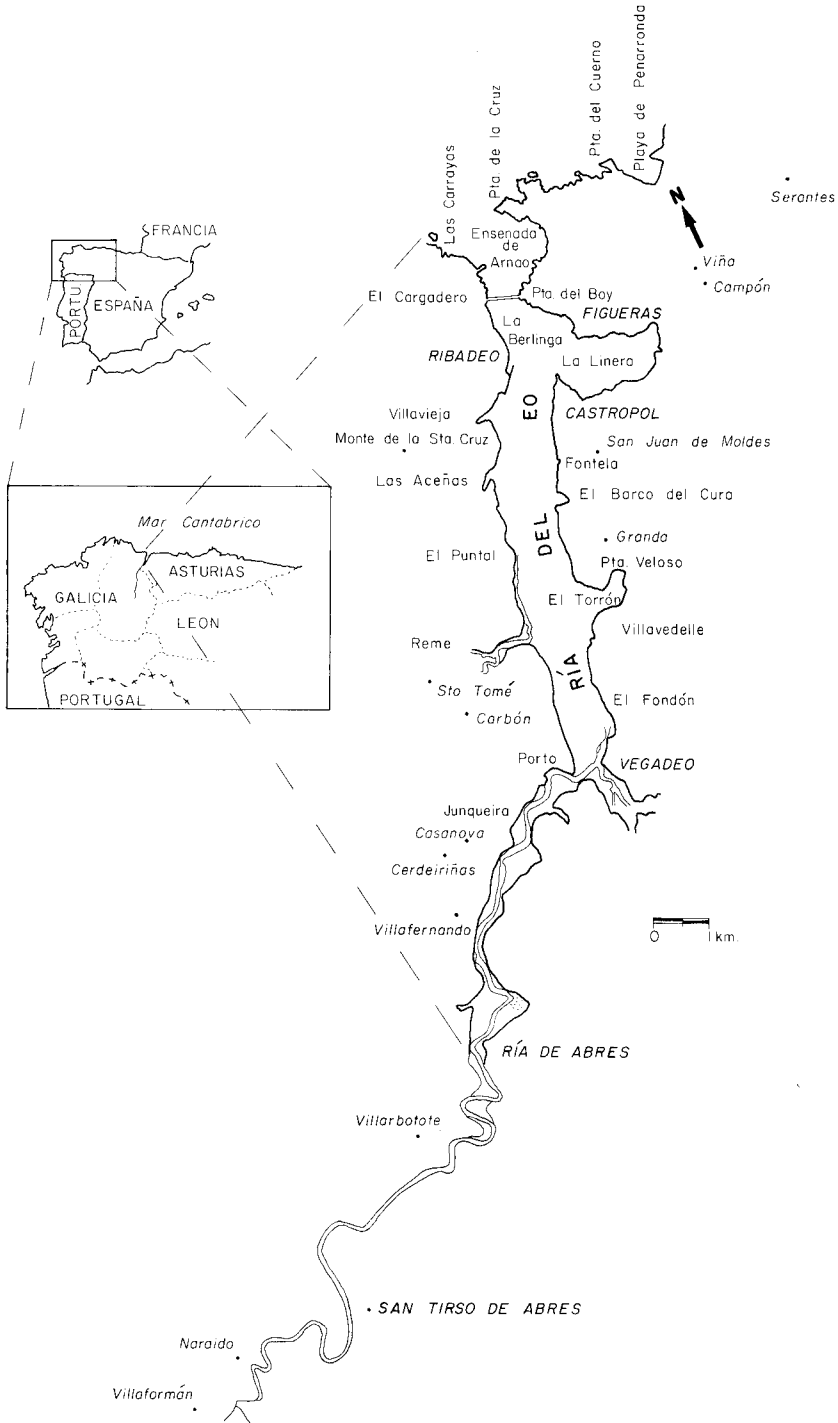 Las Carrayas
Pta. de la Cruz
Pta. del Cuerno
Playa de Penarronda
N
Serantes
Viña
Campón
FRANCIA
ESPAÑA
PORTU.
Ensenada
de
Arnao
El Cargadero
Pta. del Boy
FIGUERAS
La
Berlinga
RIBADEO
La Linera
Villavieja
CASTROPOL
Monte de la Sta. Cruz
San Juan de Moldes
Fontela
Las Aceñas
El Barco del Cura
RÍA DEL EO
Granda
El Puntal
Pta. Veloso
El Torrón
Villavedelle
Reme
Sto Tomé
Carbón
El Fondón
Porto
VEGADEO
Mar Cantabrico
ASTURIAS
GALICIA
LEON
PORTUGAL
Junqueira
Casanova
Cerdeiriñas
Villafernando
0 1 km.
RÍA DE ABRES
Villarbotote
SAN TIRSO DE ABRES
Naraido
Villaformán